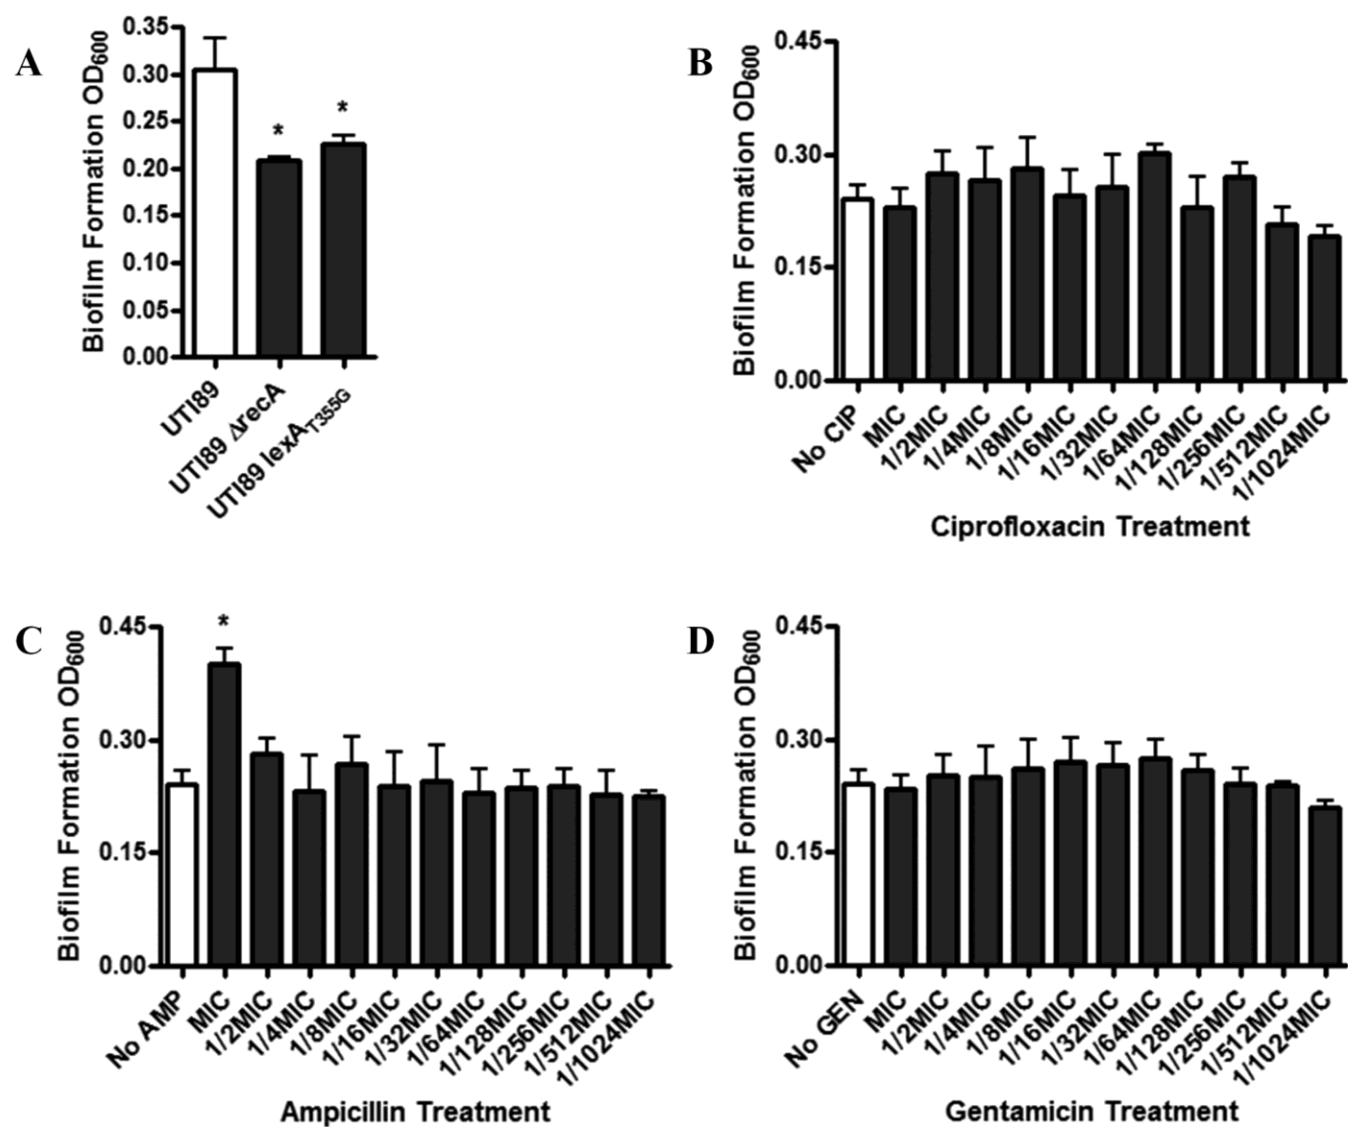 A
Biofilm Formation OD600
0.35
0.30
0.25
0.20
0.15
0.10
0.05
0.00
*
*
UTI89
UTI89 ΔrecA
UTI89 lexAT355G
B
Biofilm Formation OD600
0.45
0.30
0.15
0.00
No CIP
MIC
1/2MIC
1/4MIC
1/8MIC
1/16MIC
1/32MIC
1/64MIC
1/128MIC
1/256MIC
1/512MIC
1/1024MIC
Ciprofloxacin Treatment
C
Biofilm Formation OD600
0.45
0.30
0.15
0.00
*
No AMP
MIC
1/2MIC
1/4MIC
1/8MIC
1/16MIC
1/32MIC
1/64MIC
1/128MIC
1/256MIC
1/512MIC
1/1024MIC
Ampicillin Treatment
D
Biofilm Formation OD600
0.45
0.30
0.15
0.00
No GEN
MIC
1/2MIC
1/4MIC
1/8MIC
1/16MIC
1/32MIC
1/64MIC
1/128MIC
1/256MIC
1/512MIC
1/1024MIC
Gentamicin Treatment